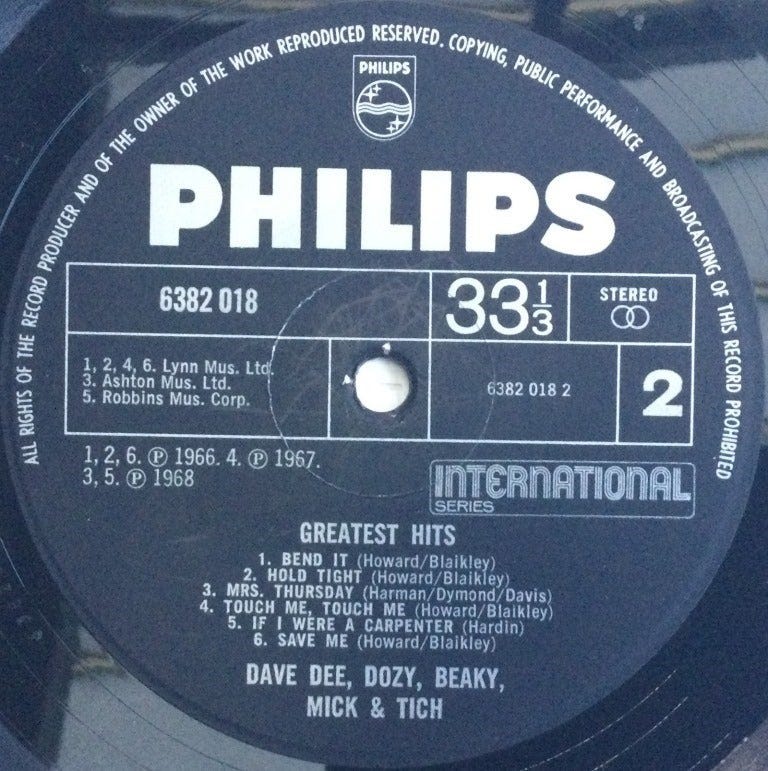 ALL RIGHTS OF THE RECORD PRODUCER AND OF THE OWNER OF THE WORK REPRODUCED RESERVED. COPYING, PUBLIC PERFORMANCE AND BROADCASTING OF THIS RECORD PROHIBITED
PHILIPS
PHILIPS
6382 018
33 1/3
STEREO
1, 2, 4, 6. Lynn Mus. Ltd.
3. Ashton Mus. Ltd.
5. Robbins Mus. Corp.
6382 018 2
2
1, 2, 6. ℗ 1966. 4. ℗ 1967.
3, 5. ℗ 1968
INTERNATIONAL
SERIES
GREATEST HITS
1. BEND IT (Howard/Blaikley)
2. HOLD TIGHT (Howard/Blaikley)
3. MRS. THURSDAY (Harman/Dymond/Davis)
4. TOUCH ME, TOUCH ME (Howard/Blaikley)
5. IF I WERE A CARPENTER (Hardin)
6. SAVE ME (Howard/Blaikley)
DAVE DEE, DOZY, BEAKY,
MICK & TICH